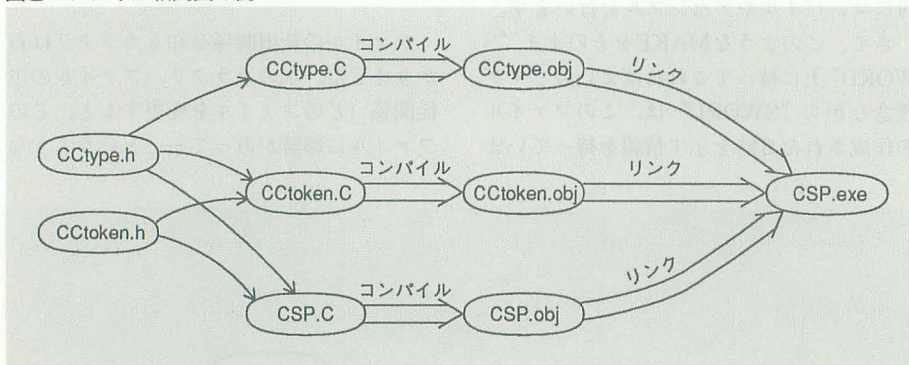 コンパイル
CCtype.C
CCtype.obj
リンク
CCtype.h
コンパイル
リンク
CCtoken.C
CCtoken.obj
CSP.exe
CCtoken.h
コンパイル
リンク
CSP.C
CSP.obj